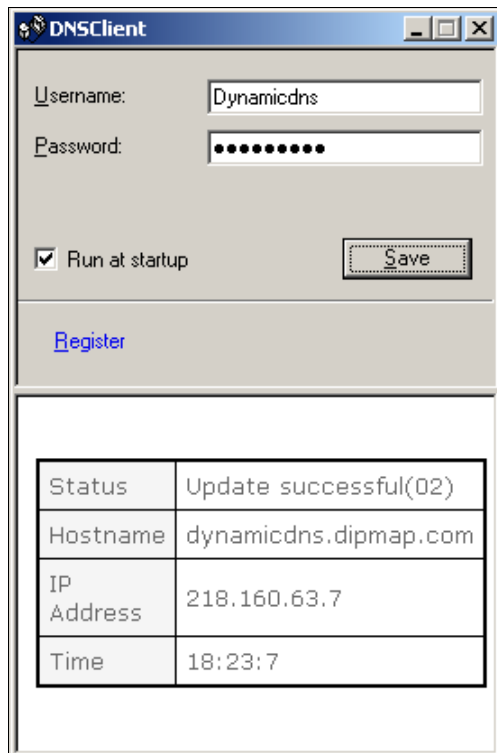 DNSClient
Username: Dynamicdns
Password: •••••••••
Run at startup Save
Register
Status Update successful(02)
Hostname dynamicdns.dipmap.com
IP
Address 218.160.63.7
Time 18:23:7